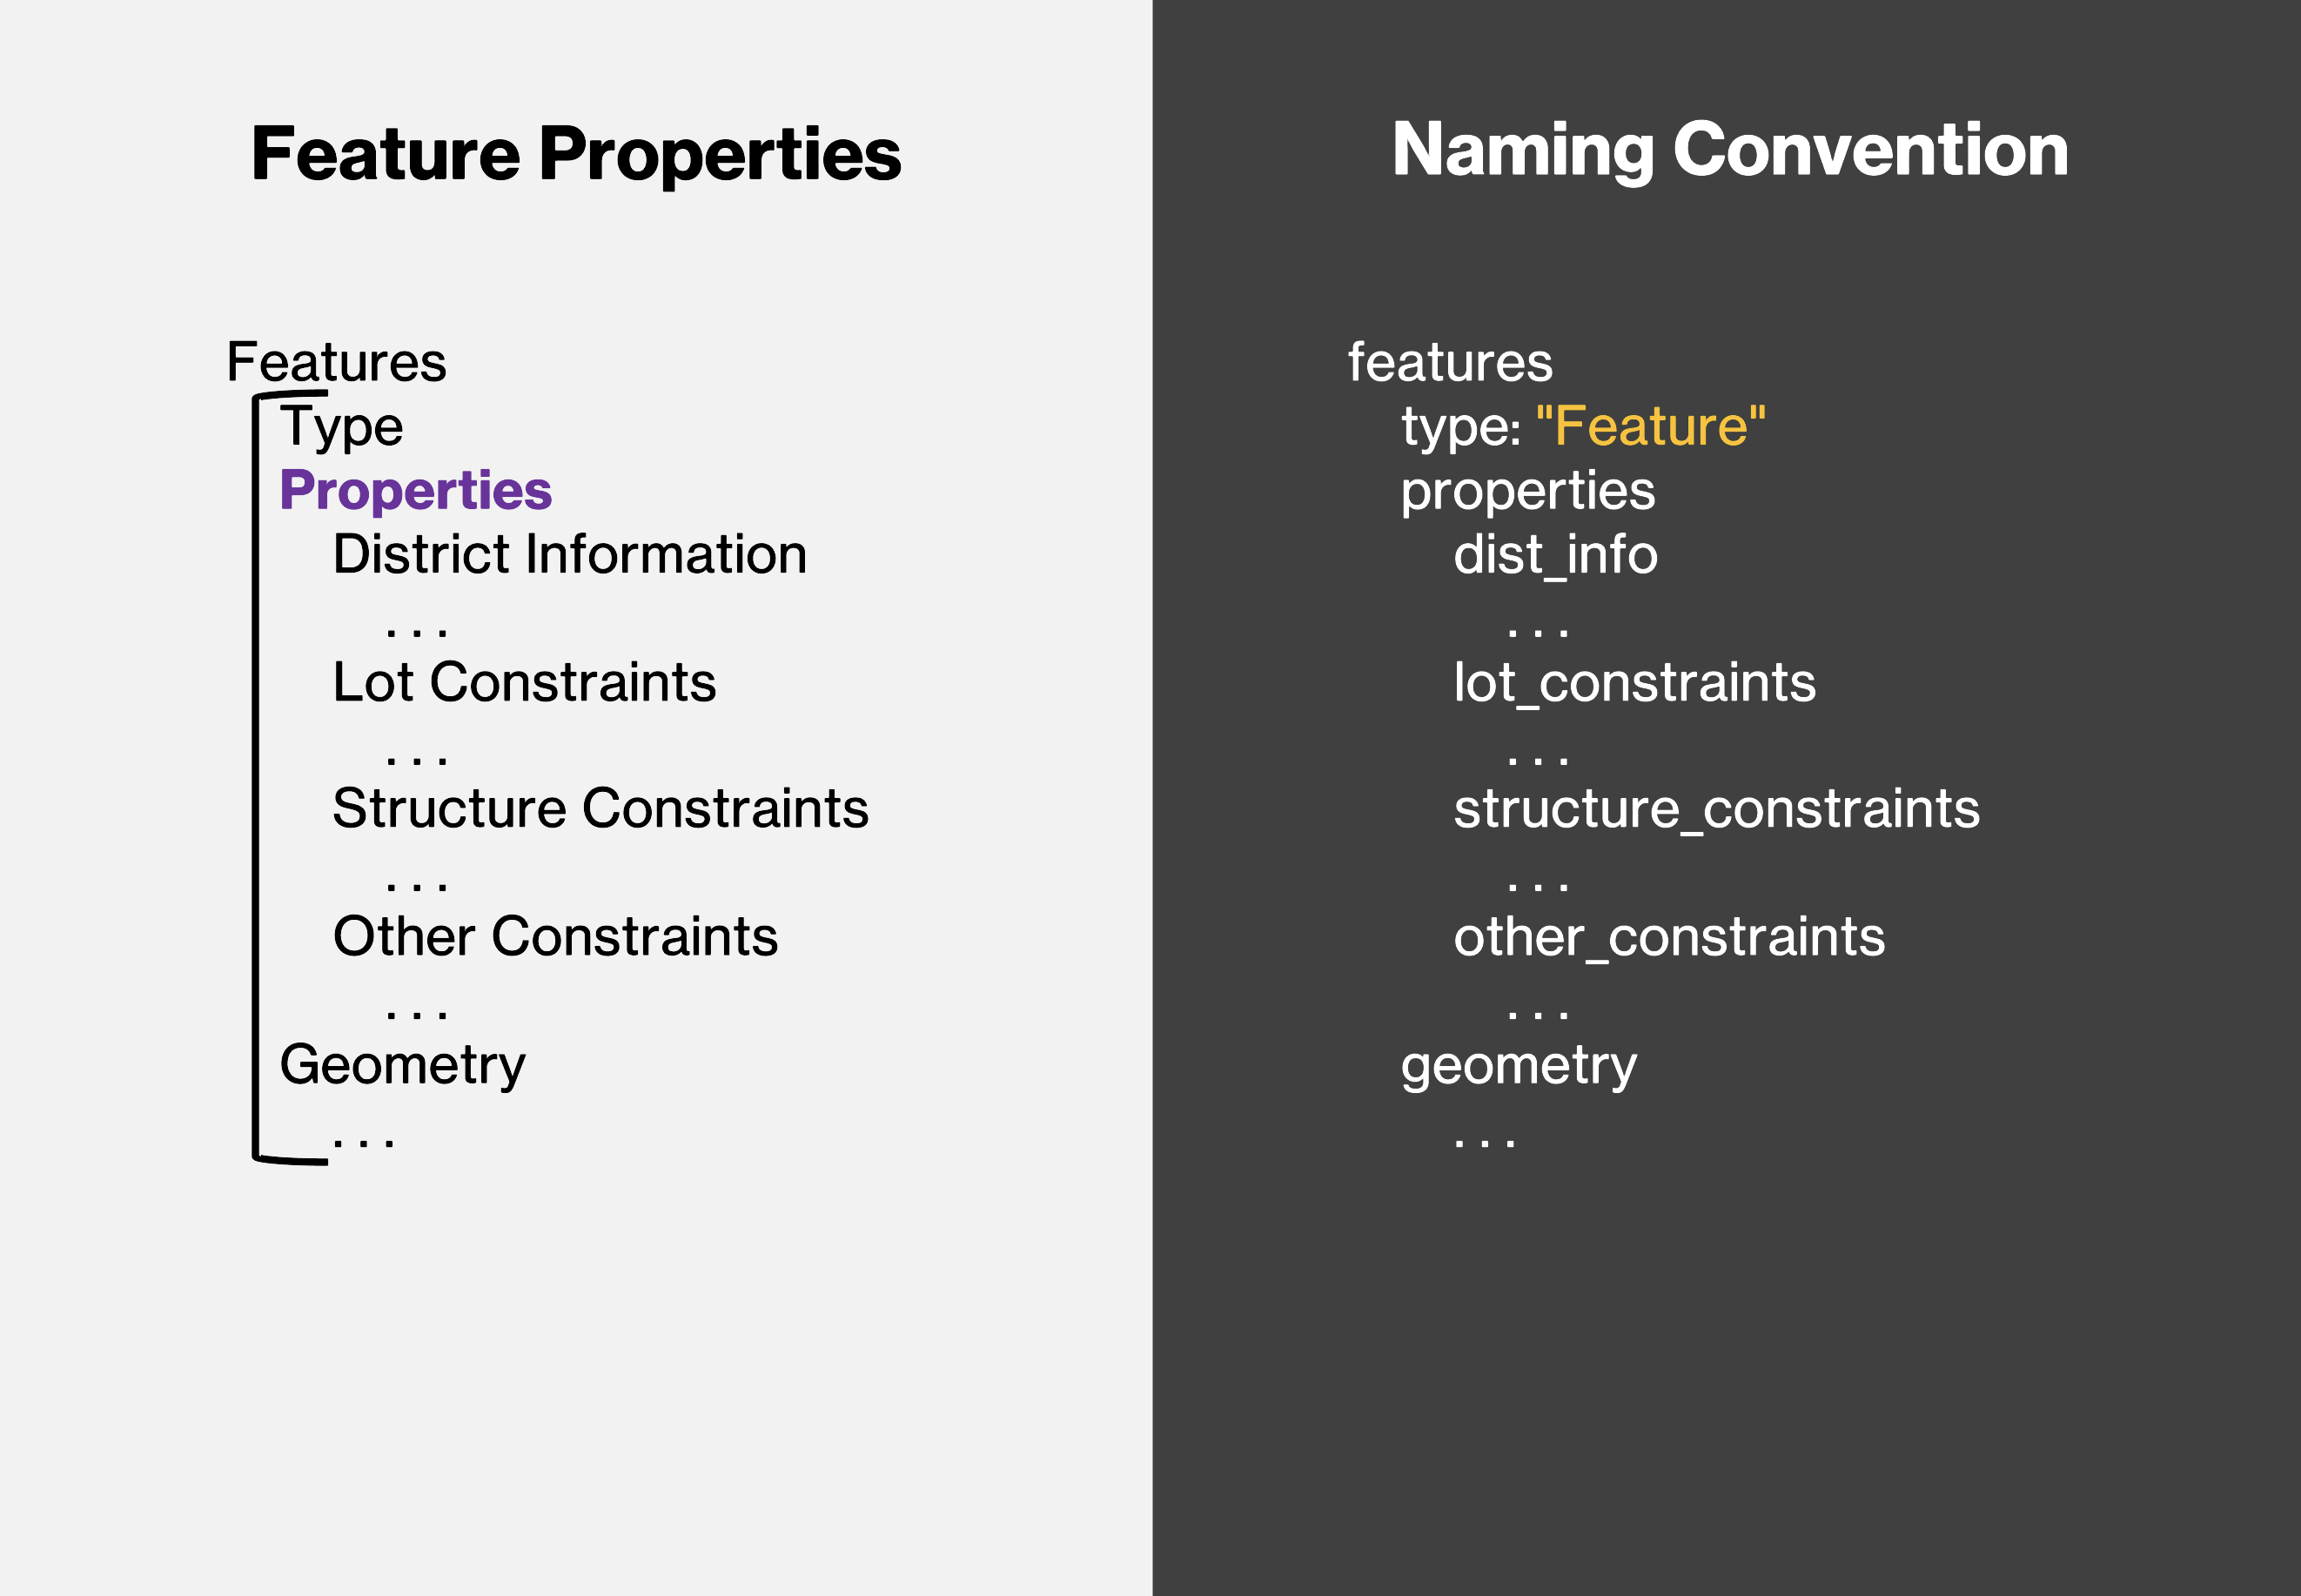 Feature Properties
Features
Type
Properties
District Information
...
Lot Constraints
...
Structure Constraints
...
Other Constraints
...
Geometry
...
Naming Convention
features
type: "Feature"
properties
dist_info
...
lot_constraints
...
structure_constraints
...
other_constraints
...
geometry
...